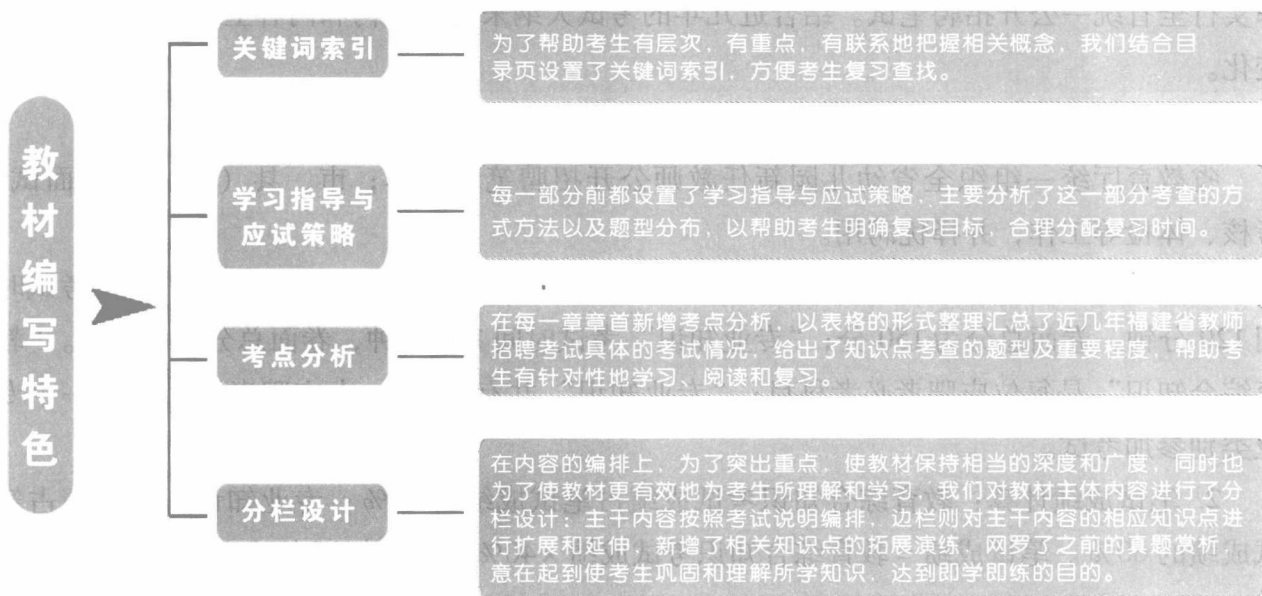 教材编写特色
关键词索引
为了帮助考生有层次，有重点，有联系地把握相关概念，我们结合目
录页设置了关键词索引，方便考生复习查找。
学习指导与
应试策略
每一部分前都设置了学习指导与应试策略，主要分析了这一部分考查的方
式方法以及题型分布，以帮助考生明确复习目标，合理分配复习时间。
考点分析
在每一章章首新增考点分析，以表格的形式整理汇总了近几年福建省教师
招聘考试具体的考试情况，给出了知识点考查的题型及重要程度，帮助考
生有针对性地学习、阅读和复习。
分栏设计
在内容的编排上，为了突出重点，使教材保持相当的深度和广度，同时也
为了使教材更有效地为考生所理解和学习，我们对教材主体内容进行了分
栏设计：主干内容按照考试说明编排，边栏则对主干内容的相应知识点进
行扩展和延伸，新增了相关知识点的拓展演练，网罗了之前的真题赏析，
意在起到使考生巩固和理解所学知识，达到即学即练的目的。